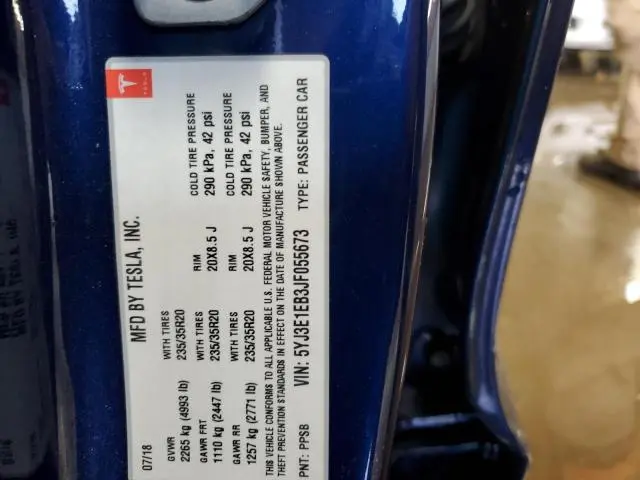 TESLA
07/18 MFD BY TESLA, INC.
GVWR WITH TIRES RIM COLD TIRE PRESSURE
2265 kg (4993 lb) 235/35R20 20X8.5 J 290 kPa, 42 psi
GAWR FRT WITH TIRES RIM COLD TIRE PRESSURE
1110 kg (2447 lb) 235/35R20 20X8.5 J 290 kPa, 42 psi
GAWR RR
1257 kg (2771 lb) 235/35R20
THIS VEHICLE CONFORMS TO ALL APPLICABLE U.S. FEDERAL MOTOR VEHICLE SAFETY, BUMPER, AND
THEFT PREVENTION STANDARDS IN EFFECT ON THE DATE OF MANUFACTURE SHOWN ABOVE.
PNT: PPSB VIN: 5YJ3E1EB3JF055673 TYPE: PASSENGER CAR